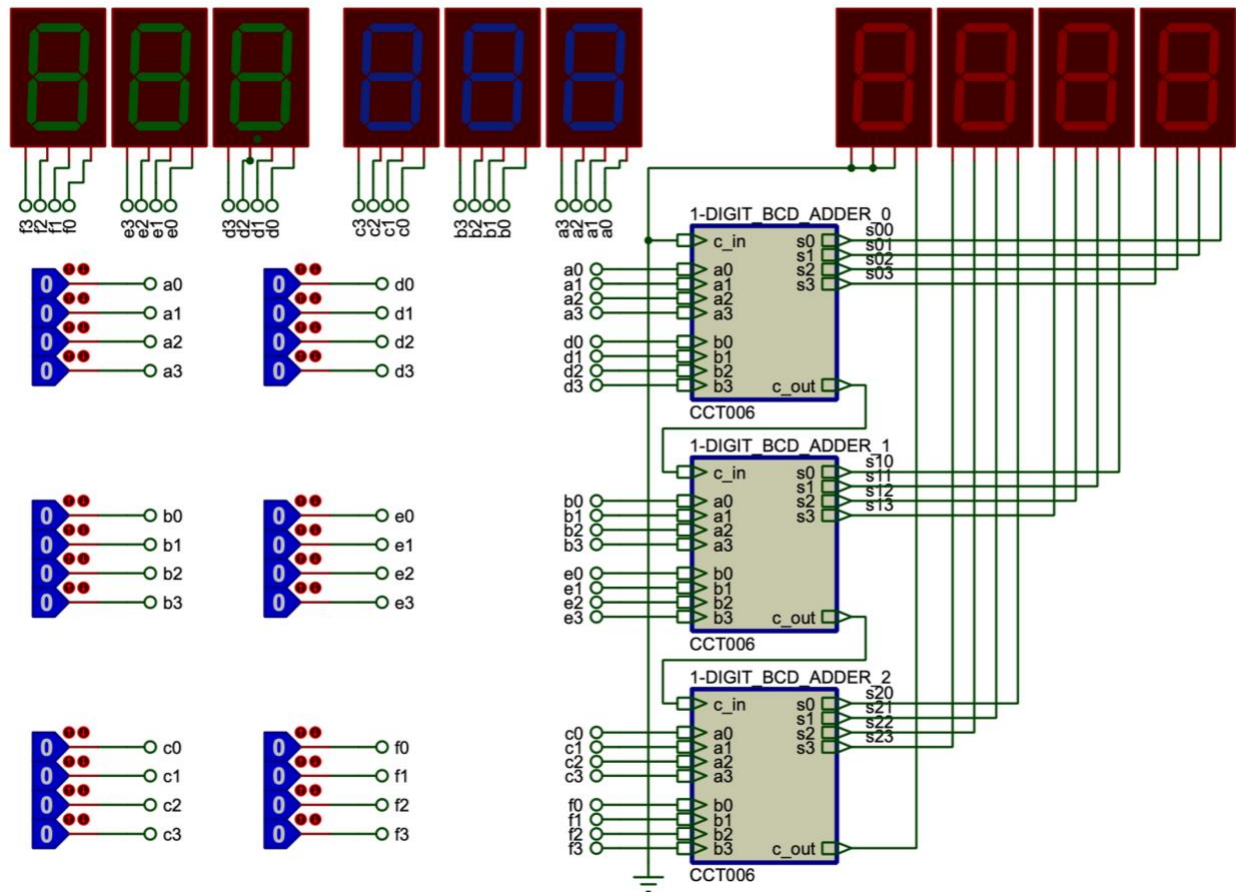 f3 f2 f1 f0
e3 e2 e1 e0
d3 d2 d1 d0
c3 c2 c1 c0
b3 b2 b1 b0
a3 a2 a1 a0
0 a0
0 a1
0 a2
0 a3
0 d0
0 d1
0 d2
0 d3
0 b0
0 b1
0 b2
0 b3
0 e0
0 e1
0 e2
0 e3
0 c0
0 c1
0 c2
0 c3
0 f0
0 f1
0 f2
0 f3
1-DIGIT_BCD_ADDER_0
c_in s0 s00
s1 s01
a0 a0 s2 s02
a1 a1 s3 s03
a2 a2
a3 a3
d0 b0
d1 b1
d2 b2
d3 b3 c_out
CCT006
1-DIGIT_BCD_ADDER_1
c_in s0 s10
s1 s11
b0 a0 s2 s12
b1 a1 s3 s13
b2 a2
b3 a3
e0 b0
e1 b1
e2 b2
e3 b3 c_out
CCT006
1-DIGIT_BCD_ADDER_2
c_in s0 s20
s1 s21
c0 a0 s2 s22
c1 a1 s3 s23
c2 a2
c3 a3
f0 b0
f1 b1
f2 b2
f3 b3 c_out
CCT006